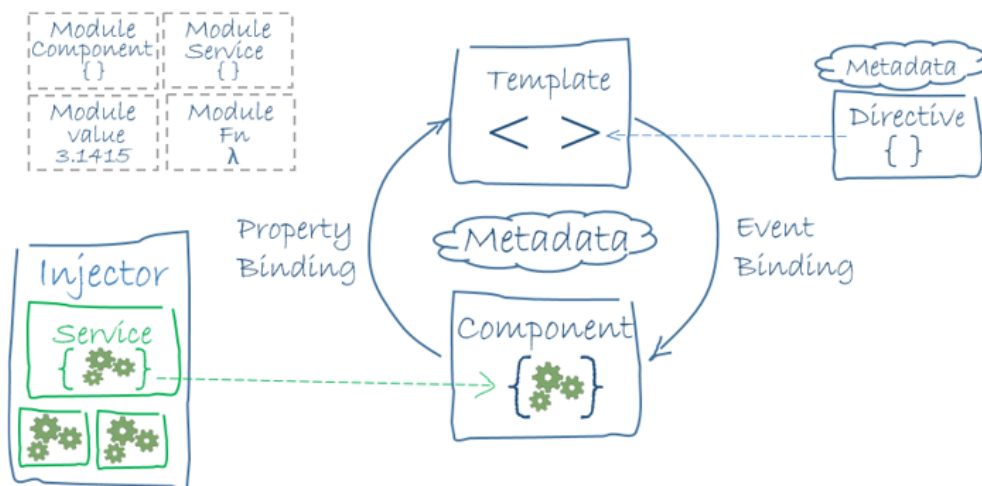 Module
Component
{ }
Module
Service
{ }
Module
value
3.1415
Module
Fn
λ
Template
< >
Metadata
Directive
{ }
Property
Binding
Metadata
Event
Binding
Injector
Service
{ }
Component
{ }